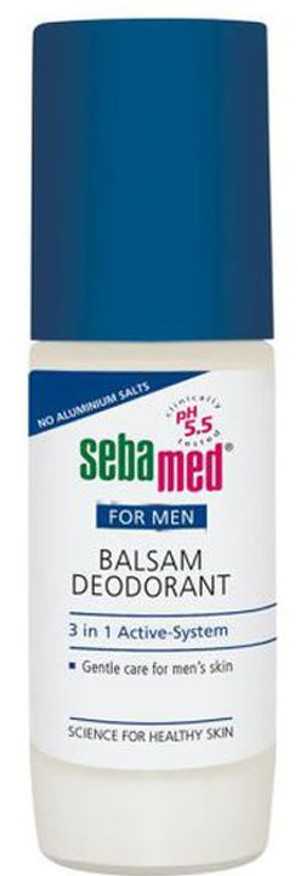 NO ALUMINIUM SALTS
clinically
pH
5.5
tested
sebamed®
FOR MEN
BALSAM
DEODORANT
3 in 1 Active-System
▪ Gentle care for men's skin
SCIENCE FOR HEALTHY SKIN